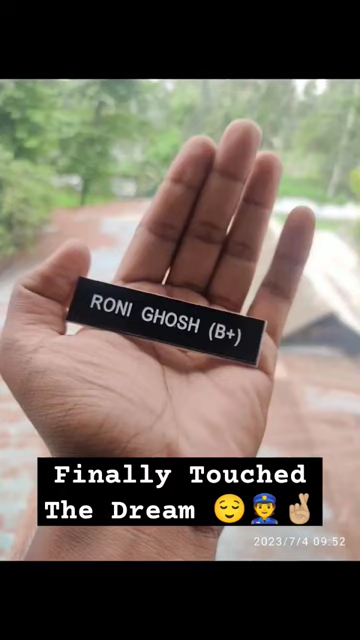 RONI GHOSH (B+)
Finally Touched
The Dream 😌👮🤞🏼
2023/7/4 09:52